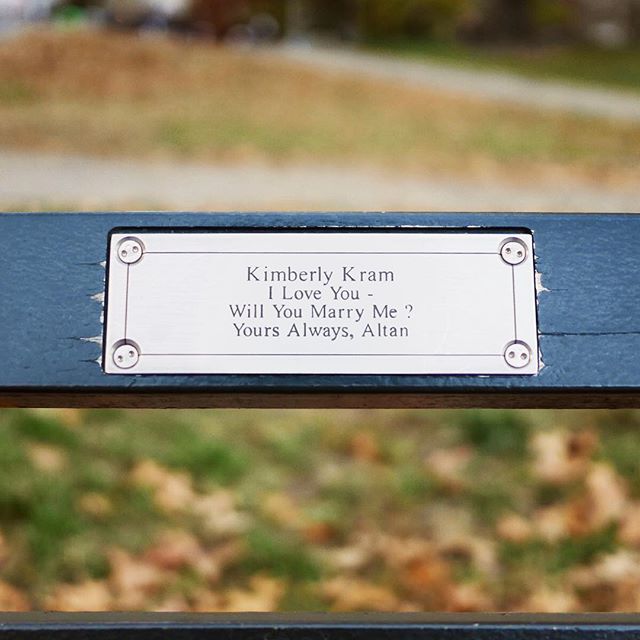 Kimberly Kram
I Love You -
Will You Marry Me ?
Yours Always, Altan